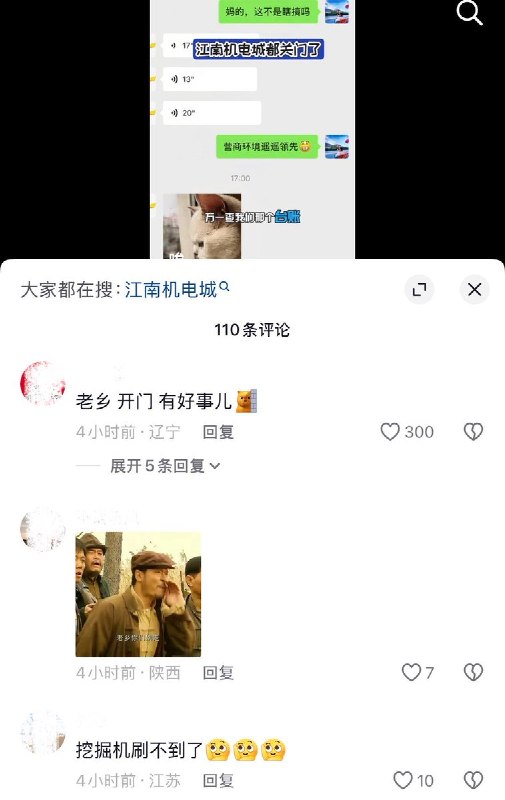 妈的，这不是瞎搞吗
17"
江南机电城都关门了
13"
20"
营商环境遥遥领先😋
17:00
万一查我们那个台账
唉
大家都在搜：江南机电城
110条评论
老乡 开门 有好事儿
4小时前·辽宁 回复
300
展开5条回复
老乡你们别走
4小时前·陕西 回复
7
挖掘机刷不到了🤔🤔🤔
4小时前·江苏 回复
10